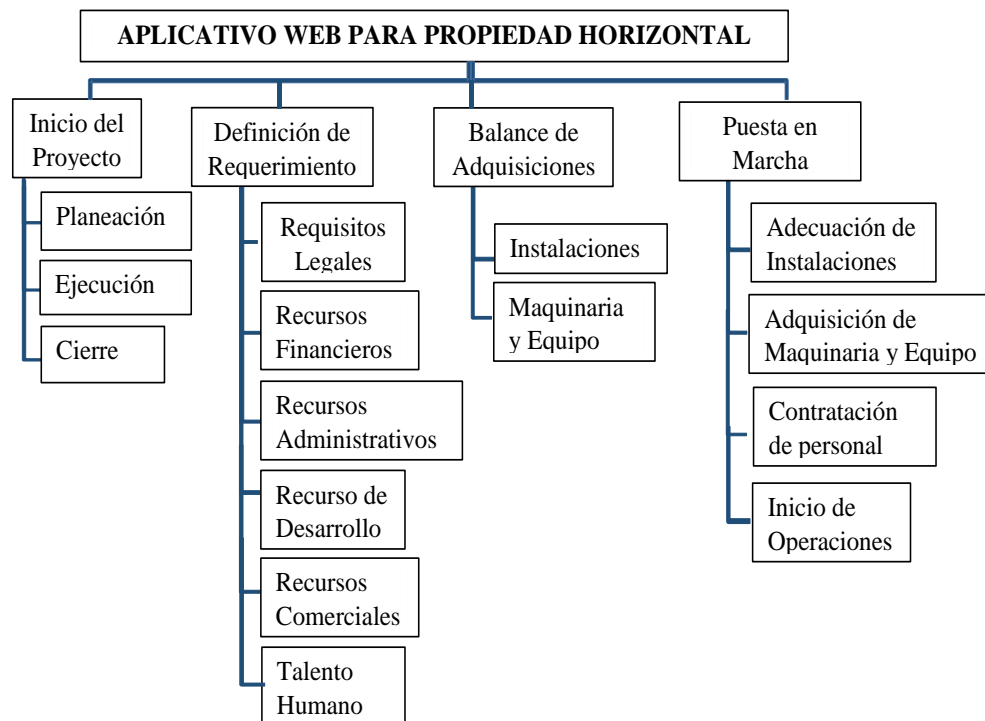 APLICATIVO WEB PARA PROPIEDAD HORIZONTAL
Inicio del
Proyecto
Planeación
Ejecución
Cierre
Definición de
Requerimiento
Requisitos
Legales
Recursos
Financieros
Recursos
Administrativos
Recurso de
Desarrollo
Recursos
Comerciales
Talento
Humano
Balance de
Adquisiciones
Instalaciones
Maquinaria
y Equipo
Puesta en
Marcha
Adecuación de
Instalaciones
Adquisición de
Maquinaria y Equipo
Contratación
de personal
Inicio de
Operaciones